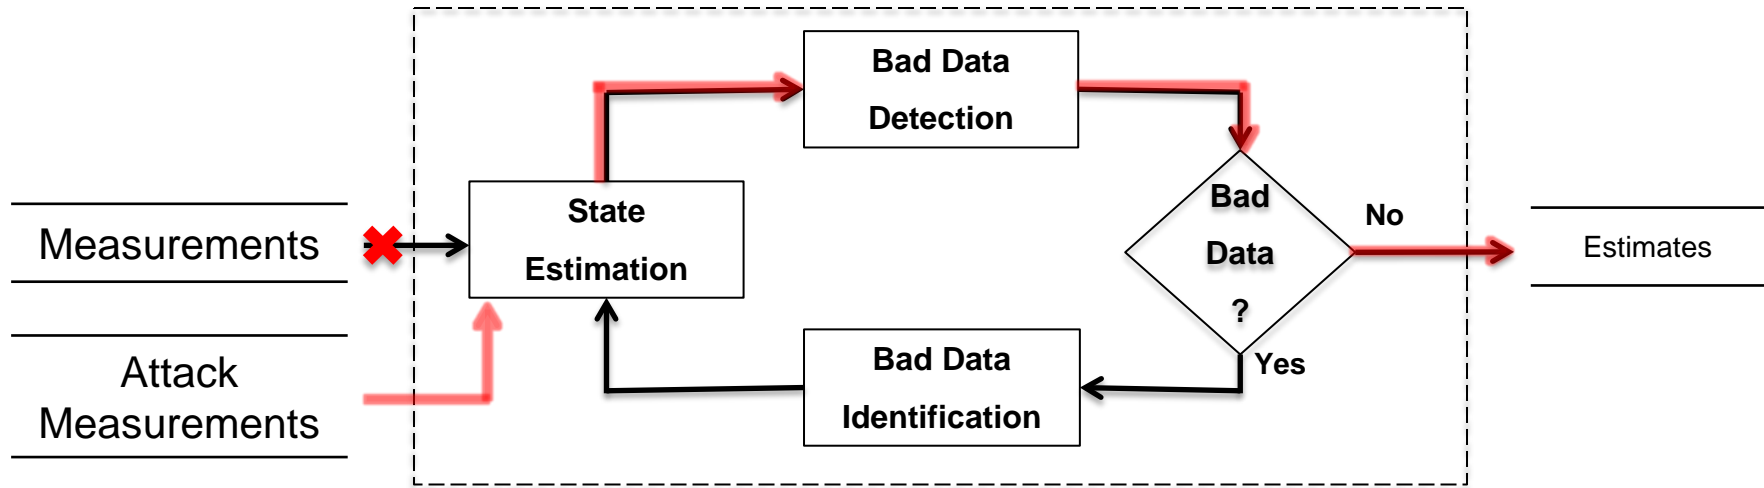 Bad Data
Detection
State
Estimation
Measurements
Attack
Measurements
Bad
Data
?
No
Yes
Estimates
Bad Data
Identification